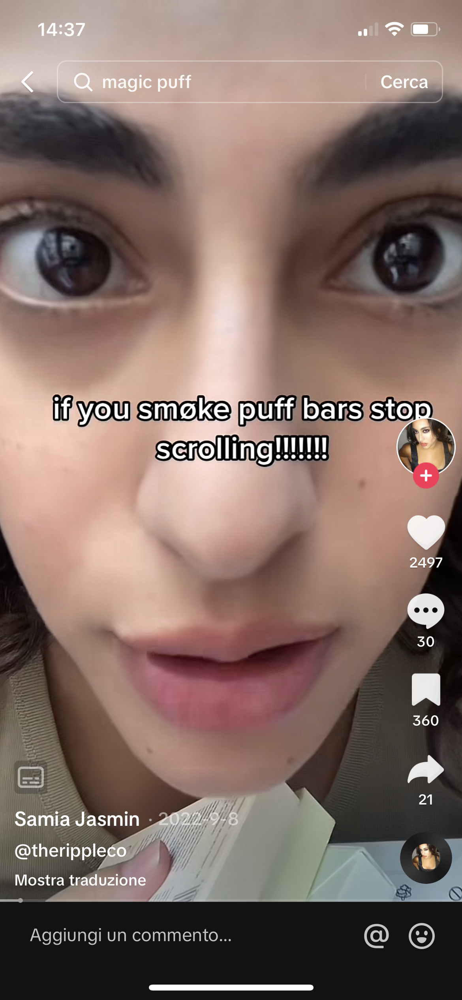 14:37
magic puff
Cerca
if you smøke puff bars stop
scrolling!!!!!!!
2497
30
360
21
Samia Jasmin · 2022-9-8
@therippleco
Mostra traduzione
Aggiungi un commento...